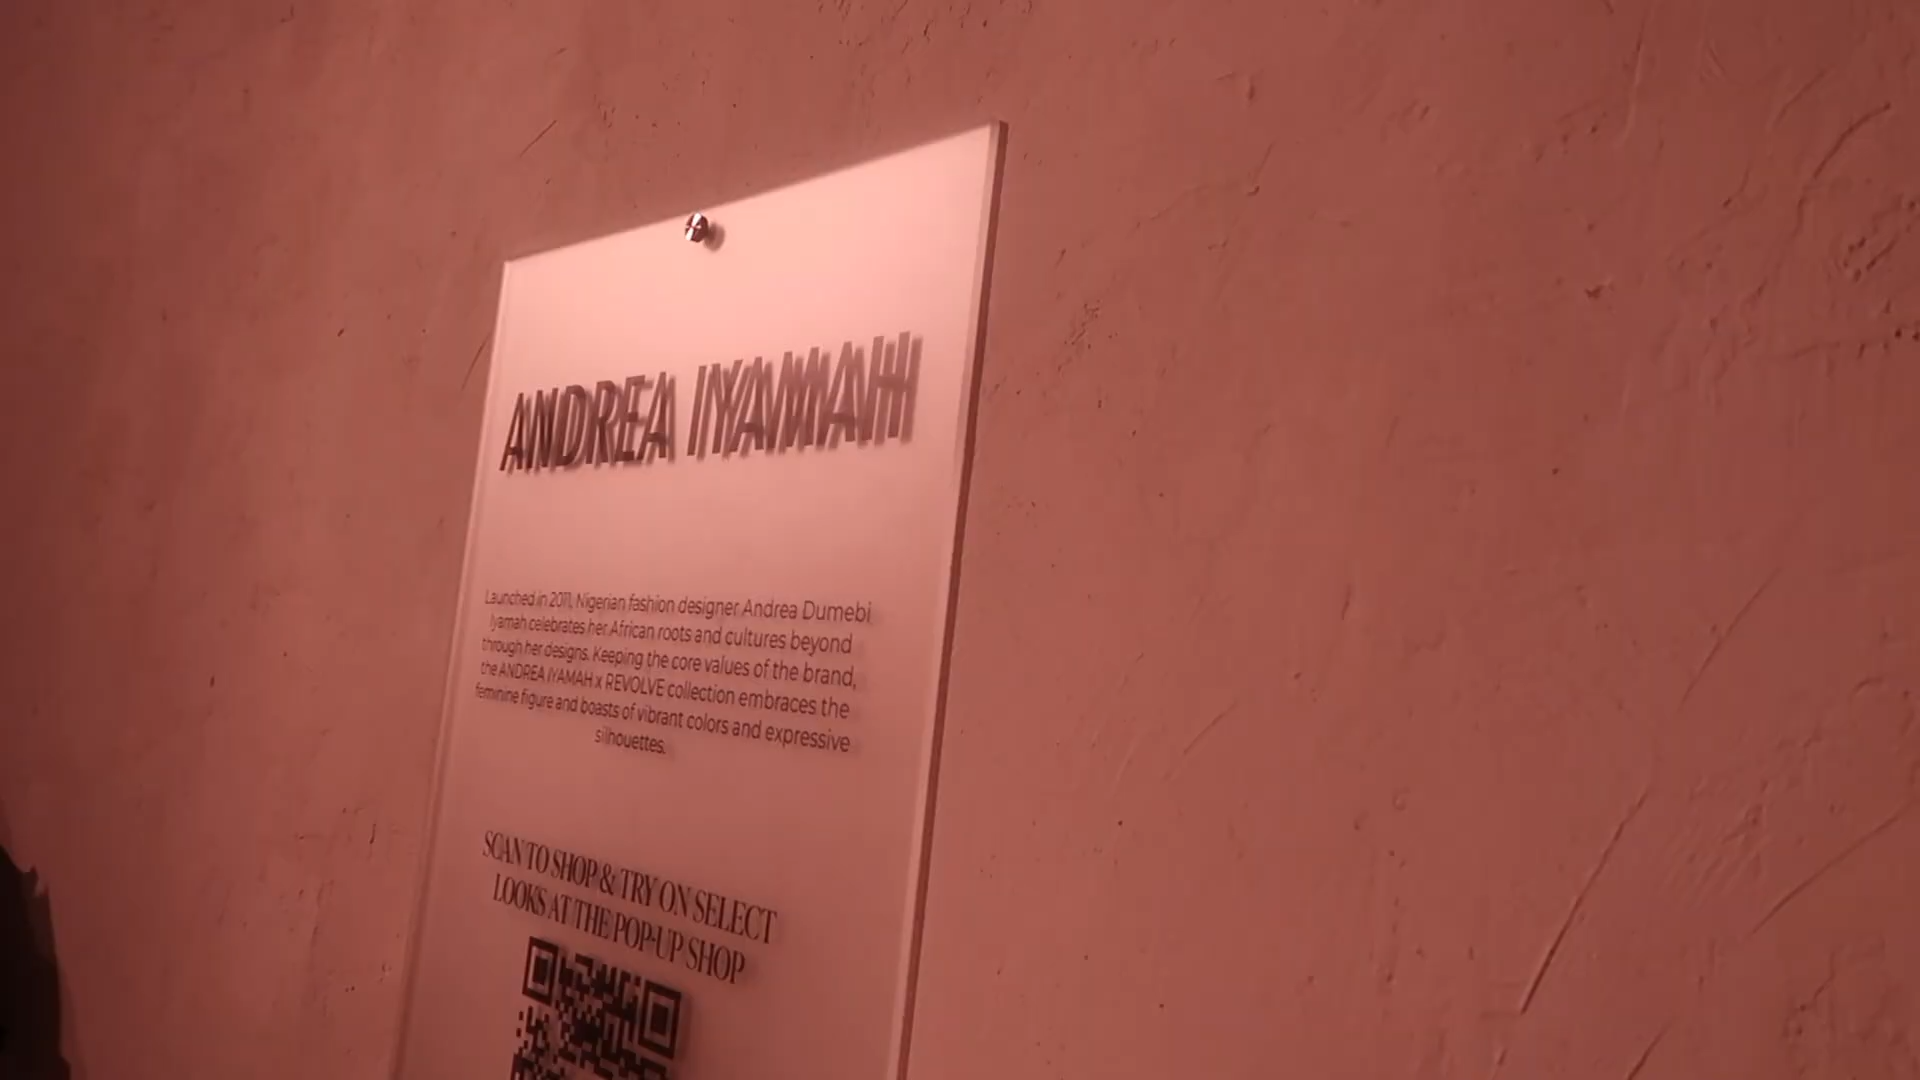 ANDREA IYAMAH
Launched in 2011, Nigerian fashion designer Andrea Dumebi
Iyamah celebrates her African roots and cultures beyond
through her designs. Keeping the core values of the brand,
the ANDREA IYAMAH x REVOLVE collection embraces the
feminine figure and boasts of vibrant colors and expressive
silhouettes.
SCAN TO SHOP & TRY ON SELECT
LOOKS AT THE POP-UP SHOP